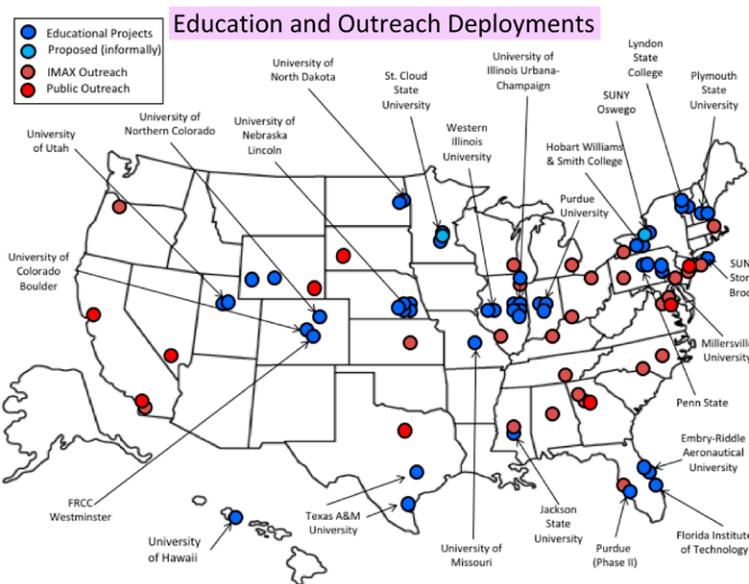 Education and Outreach Deployments
Educational Projects
Proposed (informally)
IMAX Outreach
Public Outreach
University of
North Dakota
St. Cloud
State
University
University of
Illinois Urbana-
Champaign
Lyndon
State
College
Plymouth
State
University
SUNY
Oswego
University of
Northern Colorado
University of
Nebraska
Lincoln
Western
Illinois
University
Hobart Williams
& Smith College
University
of Utah
Purdue
University
University of
Colorado
Boulder
SUN
Ston
Broo
Millersvill
University
Penn State
Embry-Riddle
Aeronautical
University
FRCC
Westminster
Texas A&M
University
Jackson
State
University
Florida Institute
of Technology
University
of Hawaii
University of
Missouri
Purdue
(Phase II)